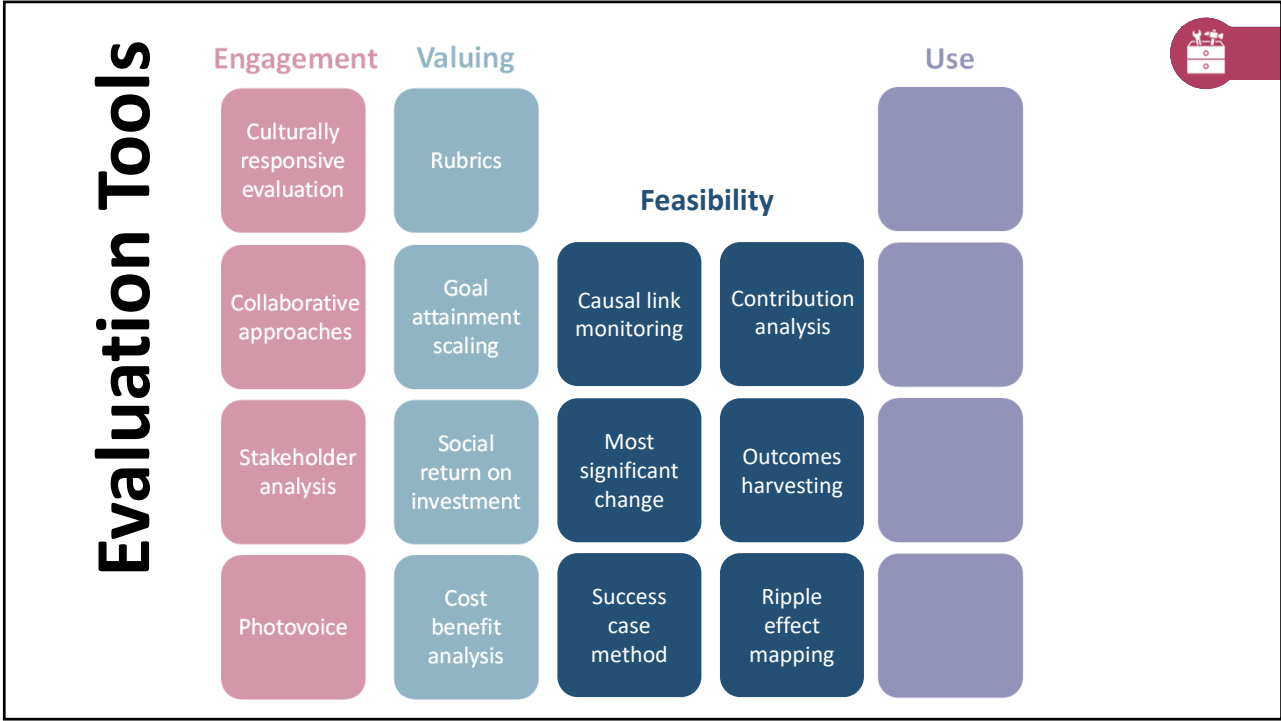 Evaluation Tools
Engagement
Culturally
responsive
evaluation
Collaborative
approaches
Stakeholder
analysis
Photovoice
Valuing
Rubrics
Goal
attainment
scaling
Social
return on
investment
Cost
benefit
analysis
Feasibility
Causal link
monitoring
Contribution
analysis
Most
significant
change
Outcomes
harvesting
Success
case
method
Ripple
effect
mapping
Use